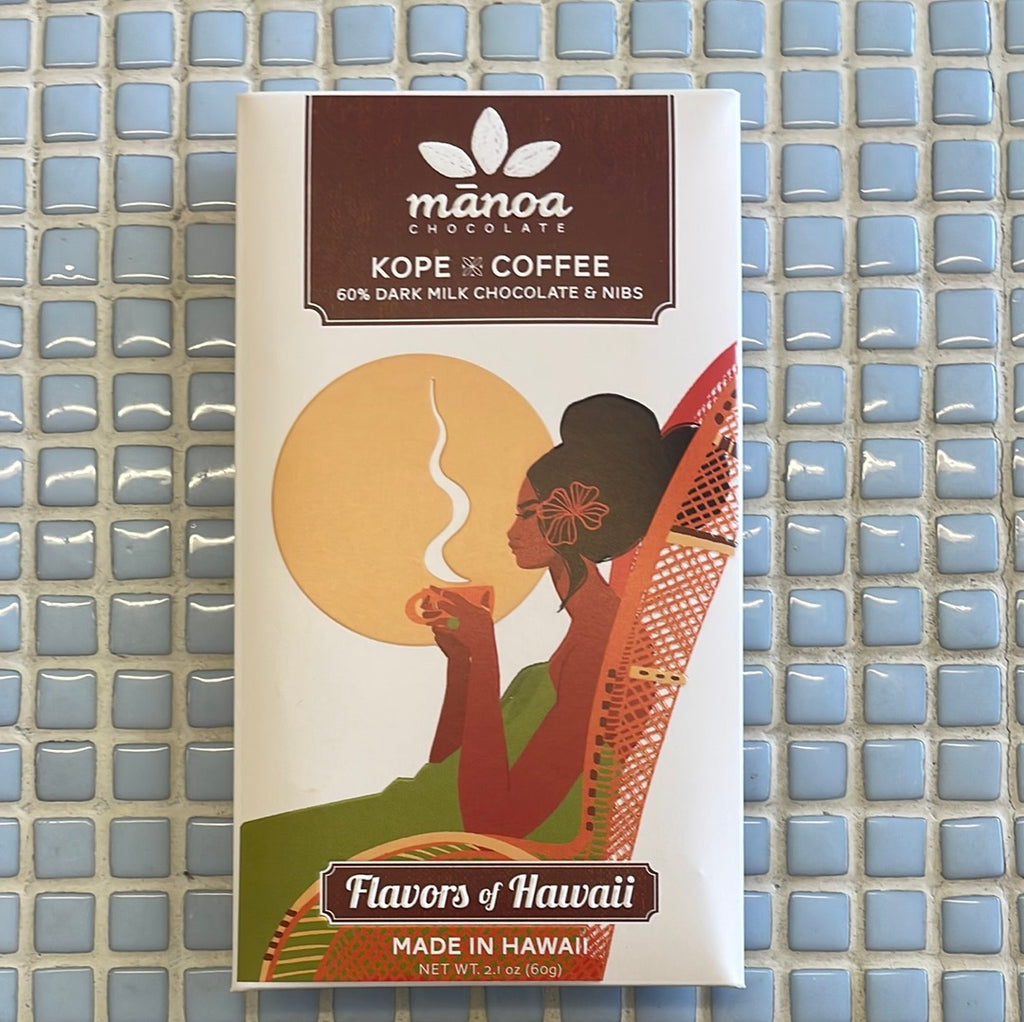 mānoa
CHOCOLATE
KOPE COFFEE
60% DARK MILK CHOCOLATE & NIBS
Flavors of Hawaii
MADE IN HAWAII
NET WT. 2.1 oz (60g)